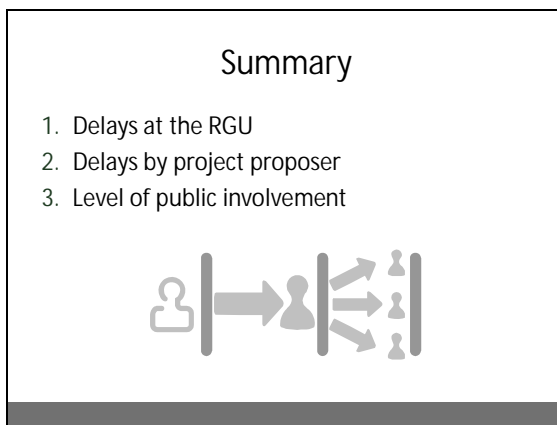 Summary
1. Delays at the RGU
2. Delays by project proposer
3. Level of public involvement